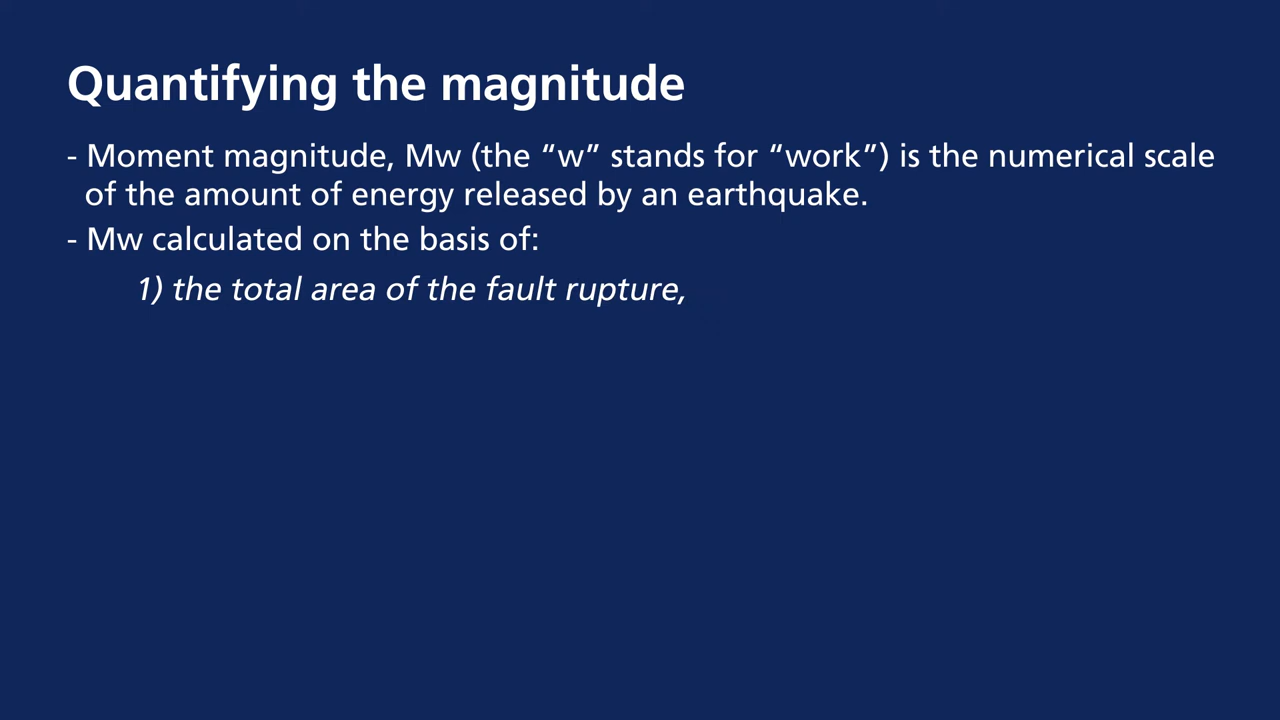 Quantifying the magnitude
- Moment magnitude, Mw (the “w” stands for “work”) is the numerical scale
of the amount of energy released by an earthquake.
- Mw calculated on the basis of:
1) the total area of the fault rupture,